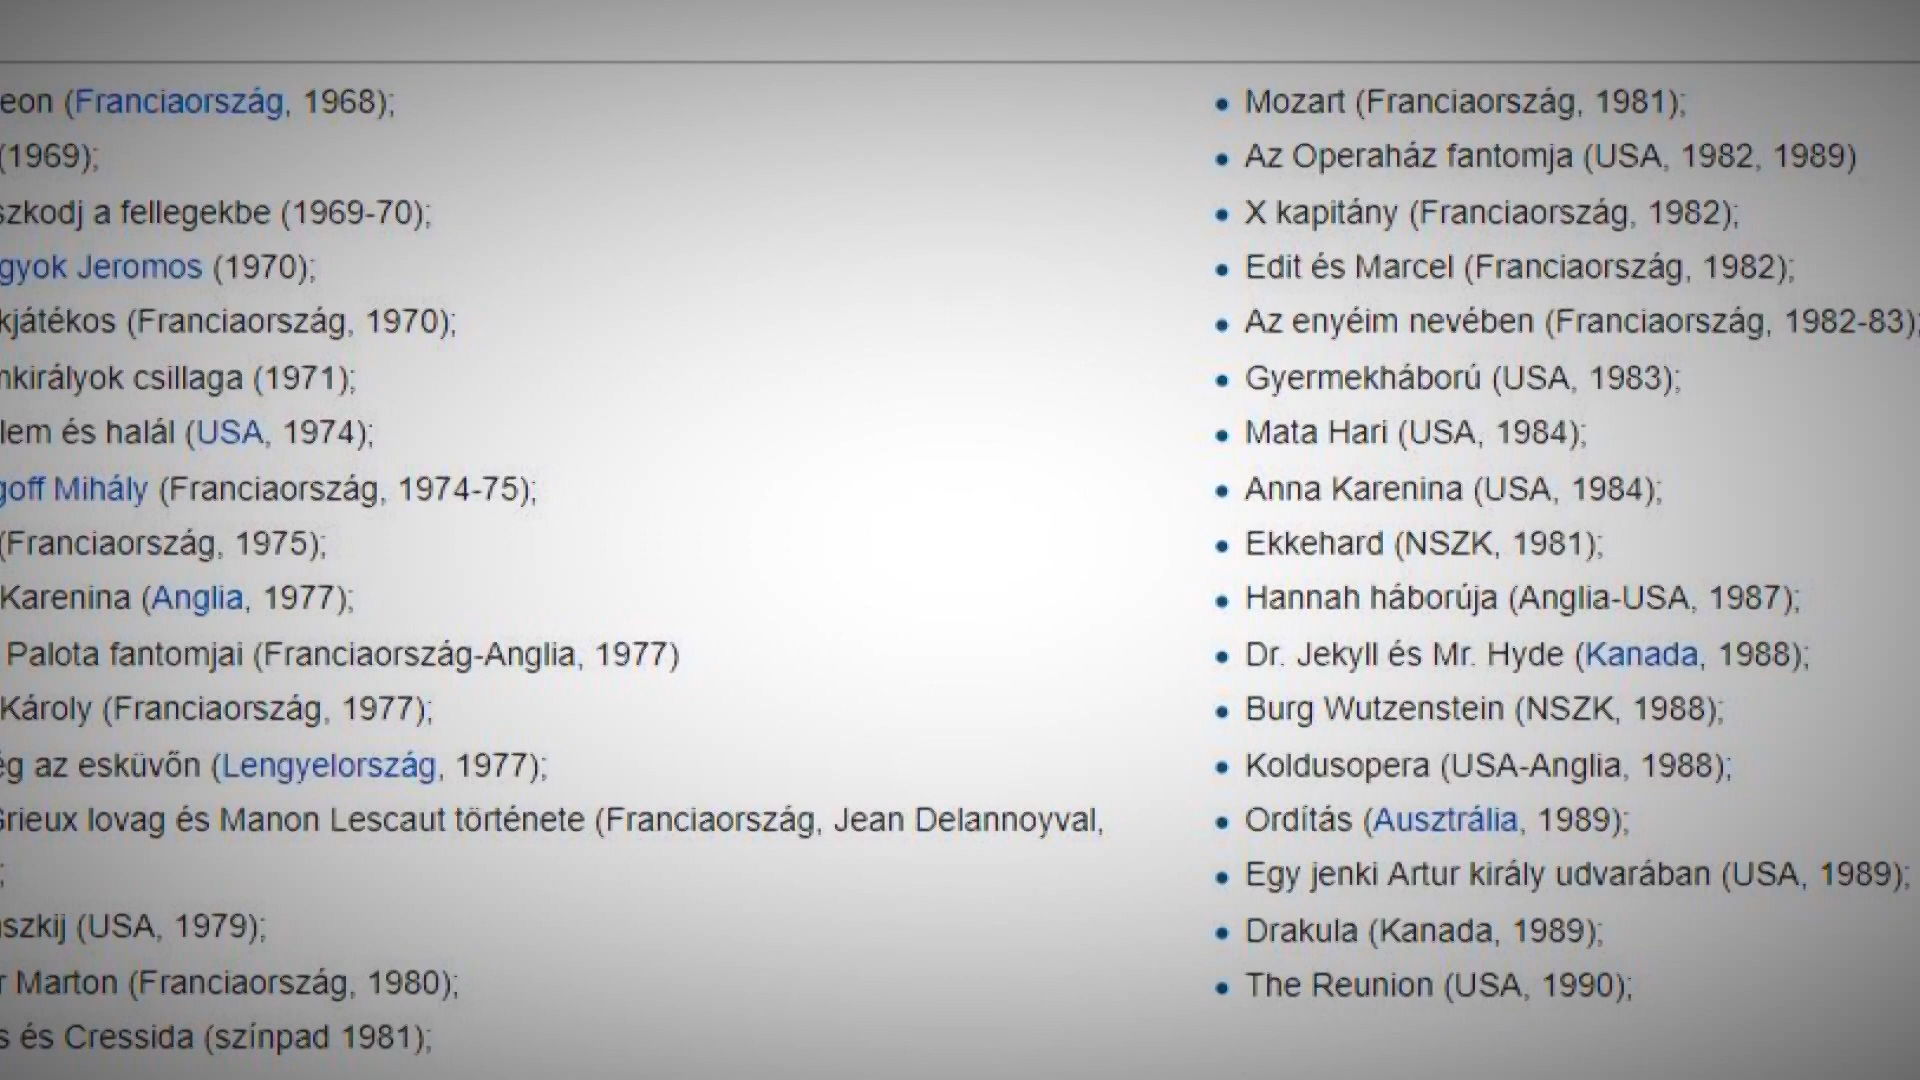 eon (Franciaország, 1968);
(1969);
szkodj a fellegekbe (1969-70);
gyok Jeromos (1970);
kjátékos (Franciaország, 1970);
nkirályok csillaga (1971);
lem és halál (USA, 1974);
goff Mihály (Franciaország, 1974-75);
(Franciaország, 1975);
Karenina (Anglia, 1977);
Palota fantomjai (Franciaország-Anglia, 1977)
Károly (Franciaország, 1977);
ég az esküvőn (Lengyelország, 1977);
Grieux lovag és Manon Lescaut története (Franciaország, Jean Delannoyval,
;
szkij (USA, 1979);
r Marton (Franciaország, 1980);
s és Cressida (színpad 1981);
• Mozart (Franciaország, 1981);
• Az Operaház fantomja (USA, 1982, 1989)
• X kapitány (Franciaország, 1982);
• Edit és Marcel (Franciaország, 1982);
• Az enyéim nevében (Franciaország, 1982-83);
• Gyermekháború (USA, 1983);
• Mata Hari (USA, 1984);
• Anna Karenina (USA, 1984);
• Ekkehard (NSZK, 1981);
• Hannah háborúja (Anglia-USA, 1987);
• Dr. Jekyll és Mr. Hyde (Kanada, 1988);
• Burg Wutzenstein (NSZK, 1988);
• Koldusopera (USA-Anglia, 1988);
• Ordítás (Ausztrália, 1989);
• Egy jenki Artur király udvarában (USA, 1989);
• Drakula (Kanada, 1989);
• The Reunion (USA, 1990);